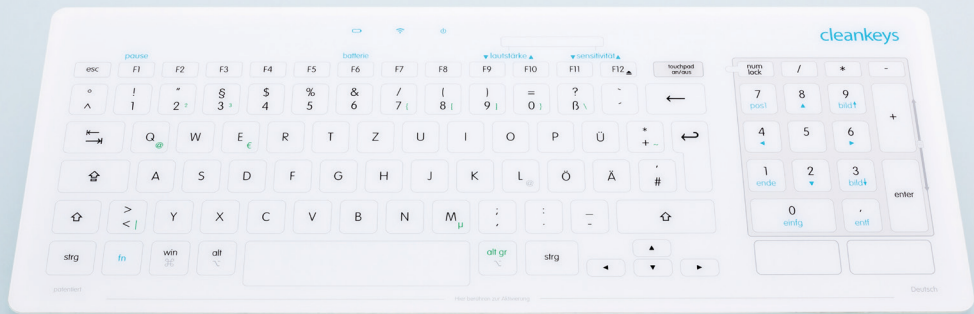 cleankeys
pause batterie ▼ lautstärke ▲ ▼ sensitivität ▲
esc F1 F2 F3 F4 F5 F6 F7 F8 F9 F10 F11 F12 touchpad an/aus num lock / * -
° ! " § $ % & / ( ) = ? ` ← 7 8 9 +
^ 1 2 ² 3 ³ 4 5 6 7 { 8 [ 9 ] 0 } ß \ ´ pos1 ▲ bild
Q @ W E € R T Z U I O P Ü * + ~ 4 5 6
A S D F G H J K L Ö Ä ' # 1 2 3 enter
ende ▼ bild
> < | Y X C V B N M µ ; , : . _ - 0 ,
einfg entf
strg fn win alt alt gr strg ◄ ▲ ▼ ►
patentiert Deutsch